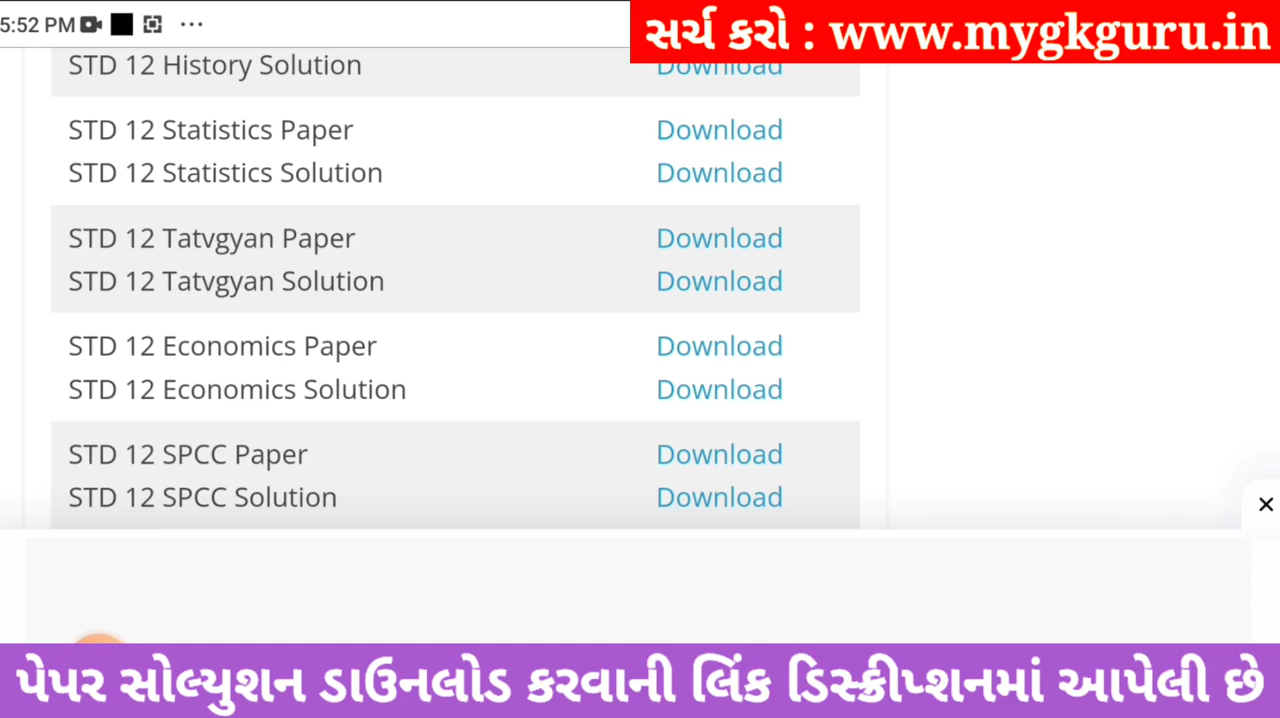 5:52 PM
સર્ચ કરો : www.mygkguru.in
STD 12 History Solution Download
STD 12 Statistics Paper Download
STD 12 Statistics Solution Download
STD 12 Tatvgyan Paper Download
STD 12 Tatvgyan Solution Download
STD 12 Economics Paper Download
STD 12 Economics Solution Download
STD 12 SPCC Paper Download
STD 12 SPCC Solution Download
પેપર સોલ્યુશન ડાઉનલોડ કરવાની લિંક ડિસ્ક્રીપ્શનમાં આપેલી છે